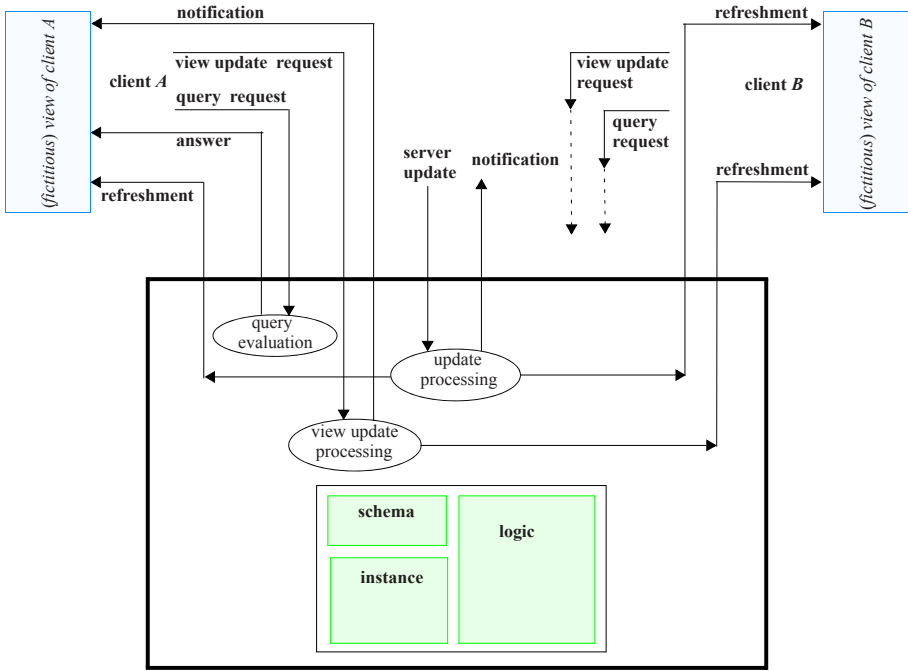 notification
(fictitious) view of client A
client A
view update request
query request
answer
refreshment
server
update
notification
view update
request
query
request
refreshment
client B
refreshment
(fictitious) view of client B
query
evaluation
update
processing
view update
processing
schema
instance
logic